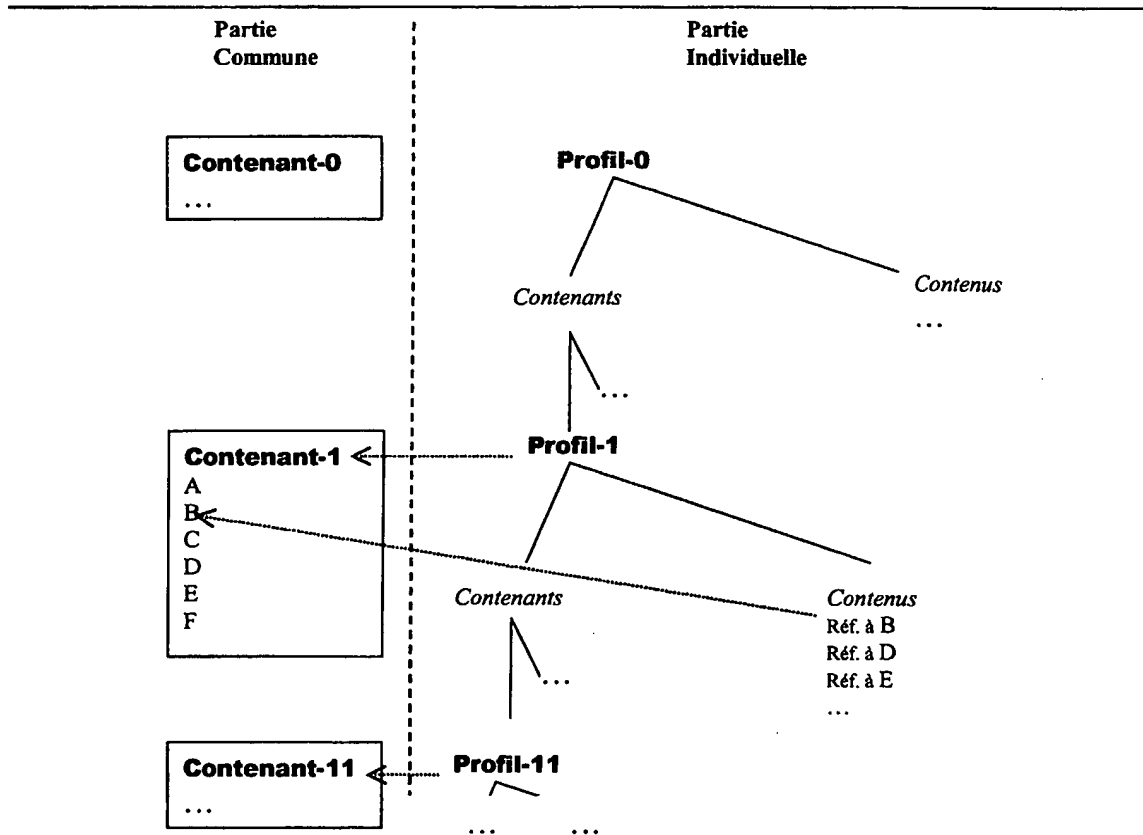 Partie
Commune
Partie
Individuelle
Contenant-0
...
Profil-0
Contenants
Contenus
...
...
Contenant-1
A
B
C
D
E
F
Profil-1
Contenants
Contenus
Réf. à B
Réf. à D
Réf. à E
...
...
Contenant-11
...
Profil-11
...
...